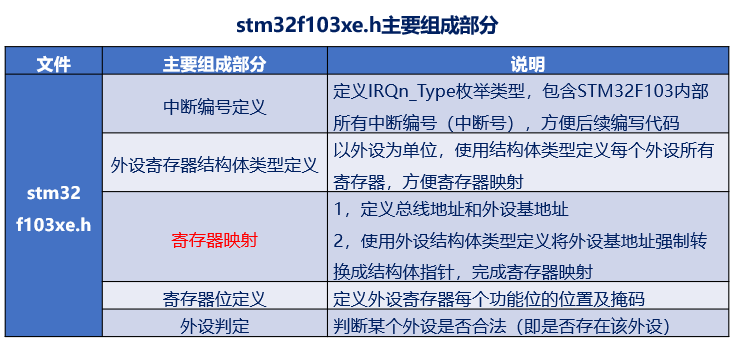 stm32f103xe.h主要组成部分
文件
主要组成部分
说明
stm32
f103xe.h
中断编号定义
定义IRQn_Type枚举类型，包含STM32F103内部
所有中断编号（中断号），方便后续编写代码
外设寄存器结构体类型定义
以外设为单位，使用结构体类型定义每个外设所有
寄存器，方便寄存器映射
寄存器映射
1，定义总线地址和外设基地址
2，使用外设结构体类型定义将外设基地址强制转
换成结构体指针，完成寄存器映射
寄存器位定义
定义外设寄存器每个功能位的位置及掩码
外设判定
判断某个外设是否合法（即是否存在该外设）